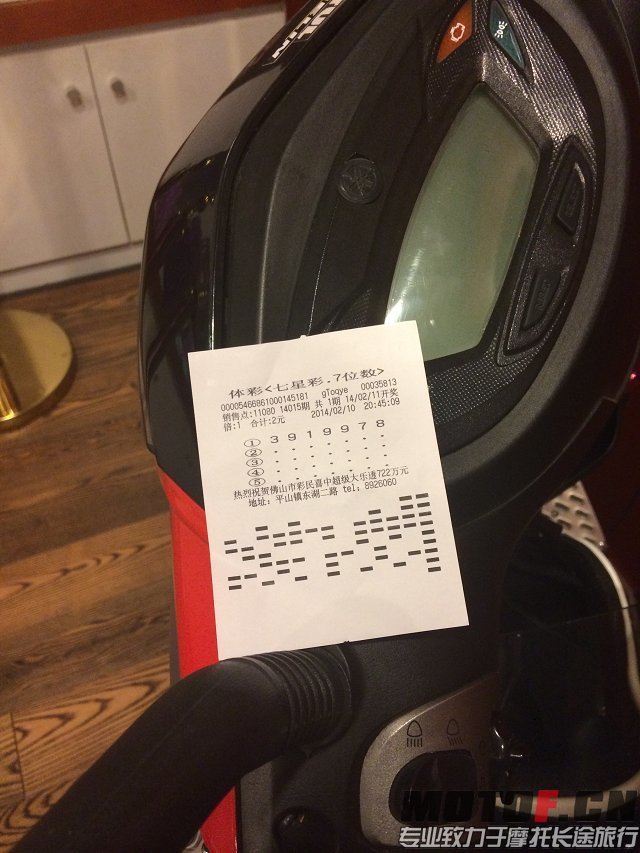 体彩<七星彩.7位数>
00005466861000145181 gToqye 00035813
销售点:11080 14015期 共1期 14/02/11开奖
倍:1 合计:2元 2014/02/10 20:45:09
① 3 9 1 9 9 7 8
② - - - - - - -
③ - - - - - - -
④ - - - - - - -
⑤ - - - - - - -
热烈祝贺佛山市彩民喜中超级大乐透722万元
地址: 平山镇东湖二路 tel: 8926060
MOTOF.CN
专业致力于摩托长途旅行